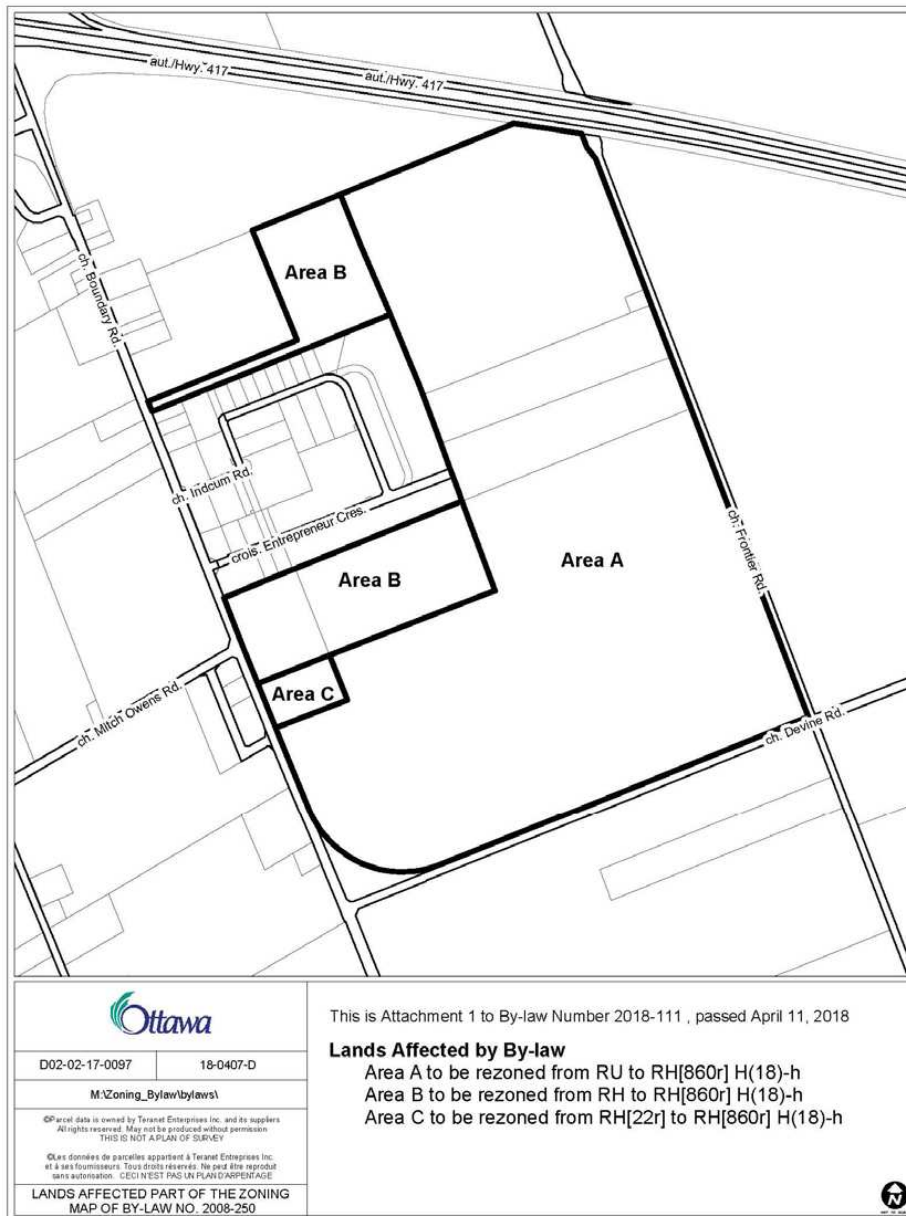 aut./Hwy. 417
aut./Hwy. 417
ch. Boundary Rd.
Area B
ch. Indcum Rd.
crois. Entrepreneur Cres.
Area B
Area A
ch. Frontier Rd.
Area C
ch. Mitch Owens Rd.
ch. Devine Rd.
Ottawa
D02-02-17-0097
18-0407-D
M:\Zoning_Bylaw\bylaws\
©Parcel data is owned by Teranet Enterprises Inc. and its suppliers
All rights reserved. May not be produced without permission
THIS IS NOT A PLAN OF SURVEY
©Les données de parcelles appartient à Teranet Entreprises Inc.
et à ses fournisseurs. Tous droits réservés. Ne peut être reproduit
sans autorisation. CECI N'EST PAS UN PLAN D'ARPENTAGE
LANDS AFFECTED PART OF THE ZONING
MAP OF BY-LAW NO. 2008-250
This is Attachment 1 to By-law Number 2018-111 , passed April 11, 2018
Lands Affected by By-law
Area A to be rezoned from RU to RH[860r] H(18)-h
Area B to be rezoned from RH to RH[860r] H(18)-h
Area C to be rezoned from RH[22r] to RH[860r] H(18)-h
N